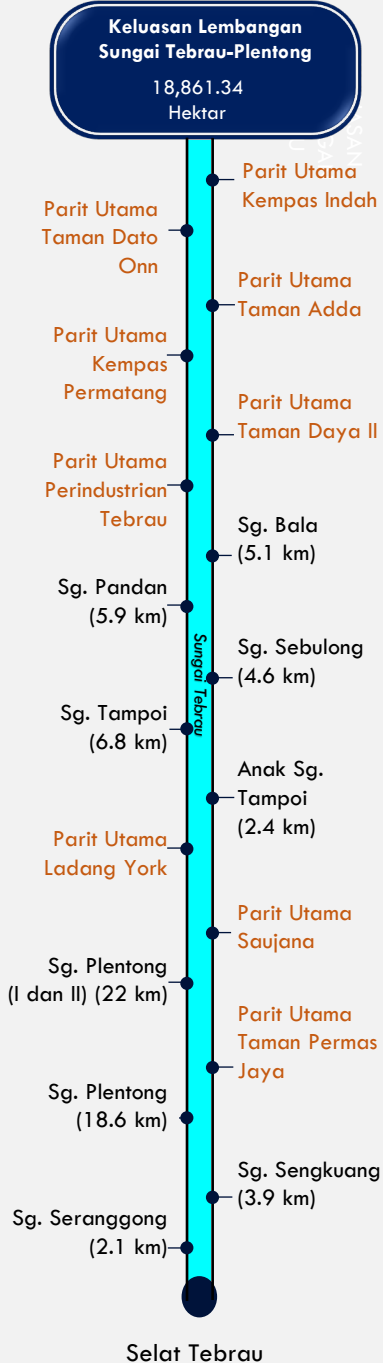 Keluasan Lembangan
Sungai Tebrau-Plentong
18,861.34
Hektar
Parit Utama
Kempas Indah
Parit Utama
Taman Dato
Onn
Parit Utama
Taman Adda
Parit Utama
Kempas
Permatang
Parit Utama
Taman Daya II
Parit Utama
Perindustrian
Tebrau
Sg. Bala
(5.1 km)
Sg. Pandan
(5.9 km)
Sungai Tebrau
Sg. Sebulong
(4.6 km)
Sg. Tampoi
(6.8 km)
Anak Sg.
Tampoi
(2.4 km)
Parit Utama
Ladang York
Parit Utama
Saujana
Sg. Plentong
(I dan II) (22 km)
Parit Utama
Taman Permas
Jaya
Sg. Plentong
(18.6 km)
Sg. Sengkuang
(3.9 km)
Sg. Seranggong
(2.1 km)
Selat Tebrau